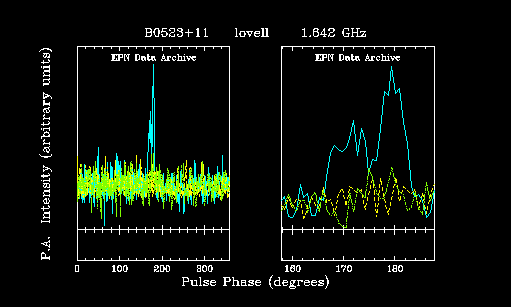 B0523+11 lovell 1.642 GHz
EPN Data Archive EPN Data Archive
P.A. Intensity (arbitrary units)
0 100 200 300 160 170 180
Pulse Phase (degrees)